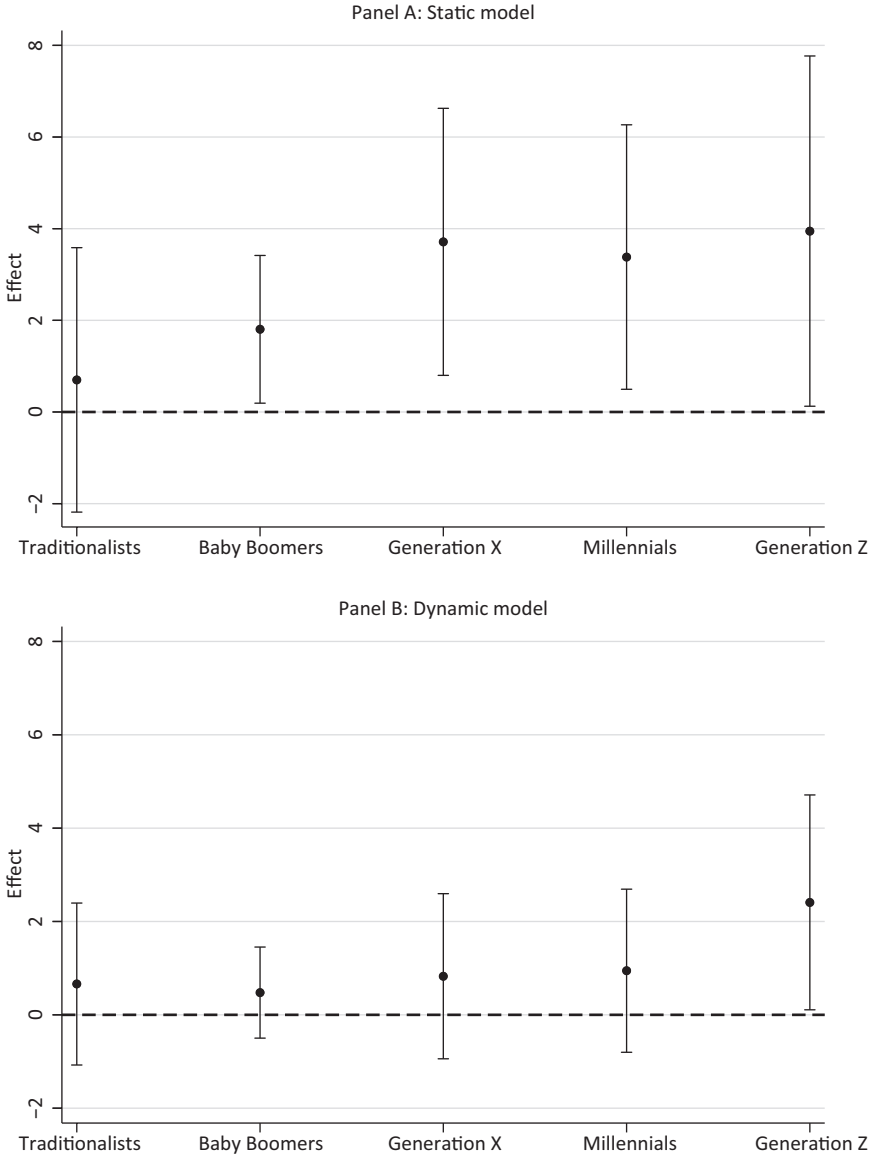 Panel A: Static model
8
6
4
2
0
−2
Effect
Traditionalists Baby Boomers Generation X Millennials Generation Z
Panel B: Dynamic model
8
6
4
2
0
−2
Effect
Traditionalists Baby Boomers Generation X Millennials Generation Z